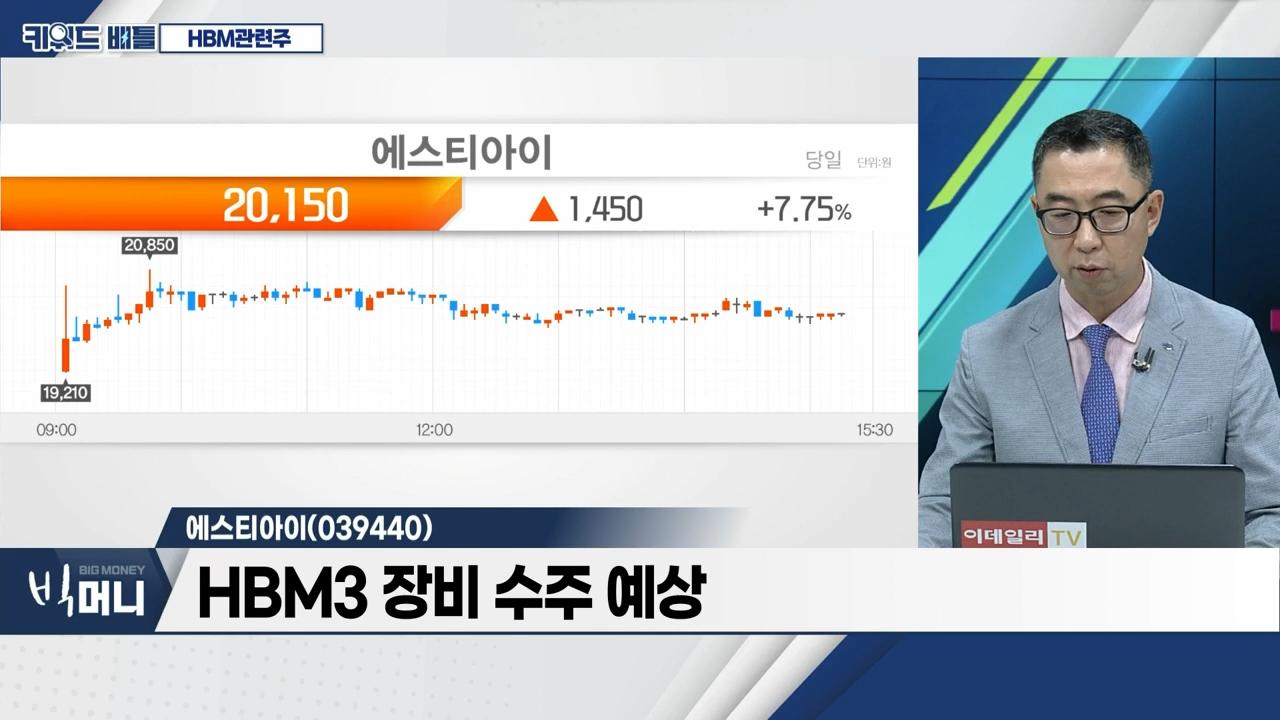 키워드 배틀
HBM관련주
에스티아이
당일 단위:원
20,150 ▲ 1,450 +7.75%
20,850
19,210
09:00 12:00 15:30
에스티아이(039440)
이데일리 TV
BIG MONEY
빅머니
HBM3 장비 수주 예상